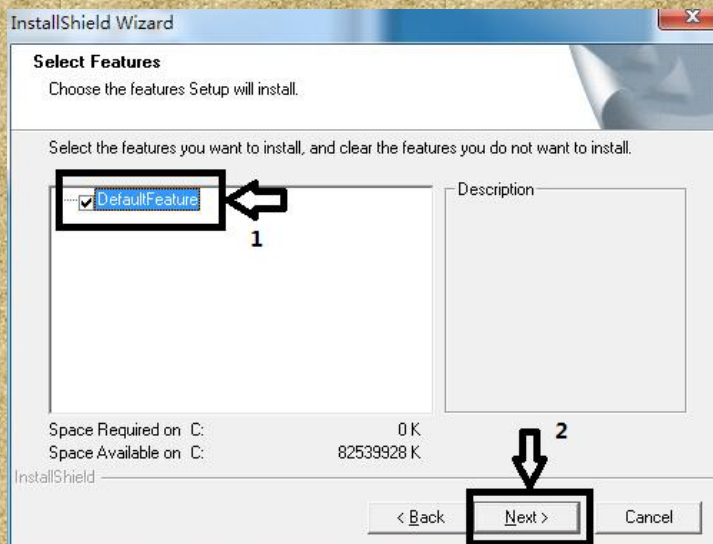 InstallShield Wizard
Select Features
Choose the features Setup will install.
Select the features you want to install, and clear the features you do not want to install.
DefaultFeature
Description
1
Space Required on C: 0 K
Space Available on C: 82539928 K
2
InstallShield
< Back Next > Cancel